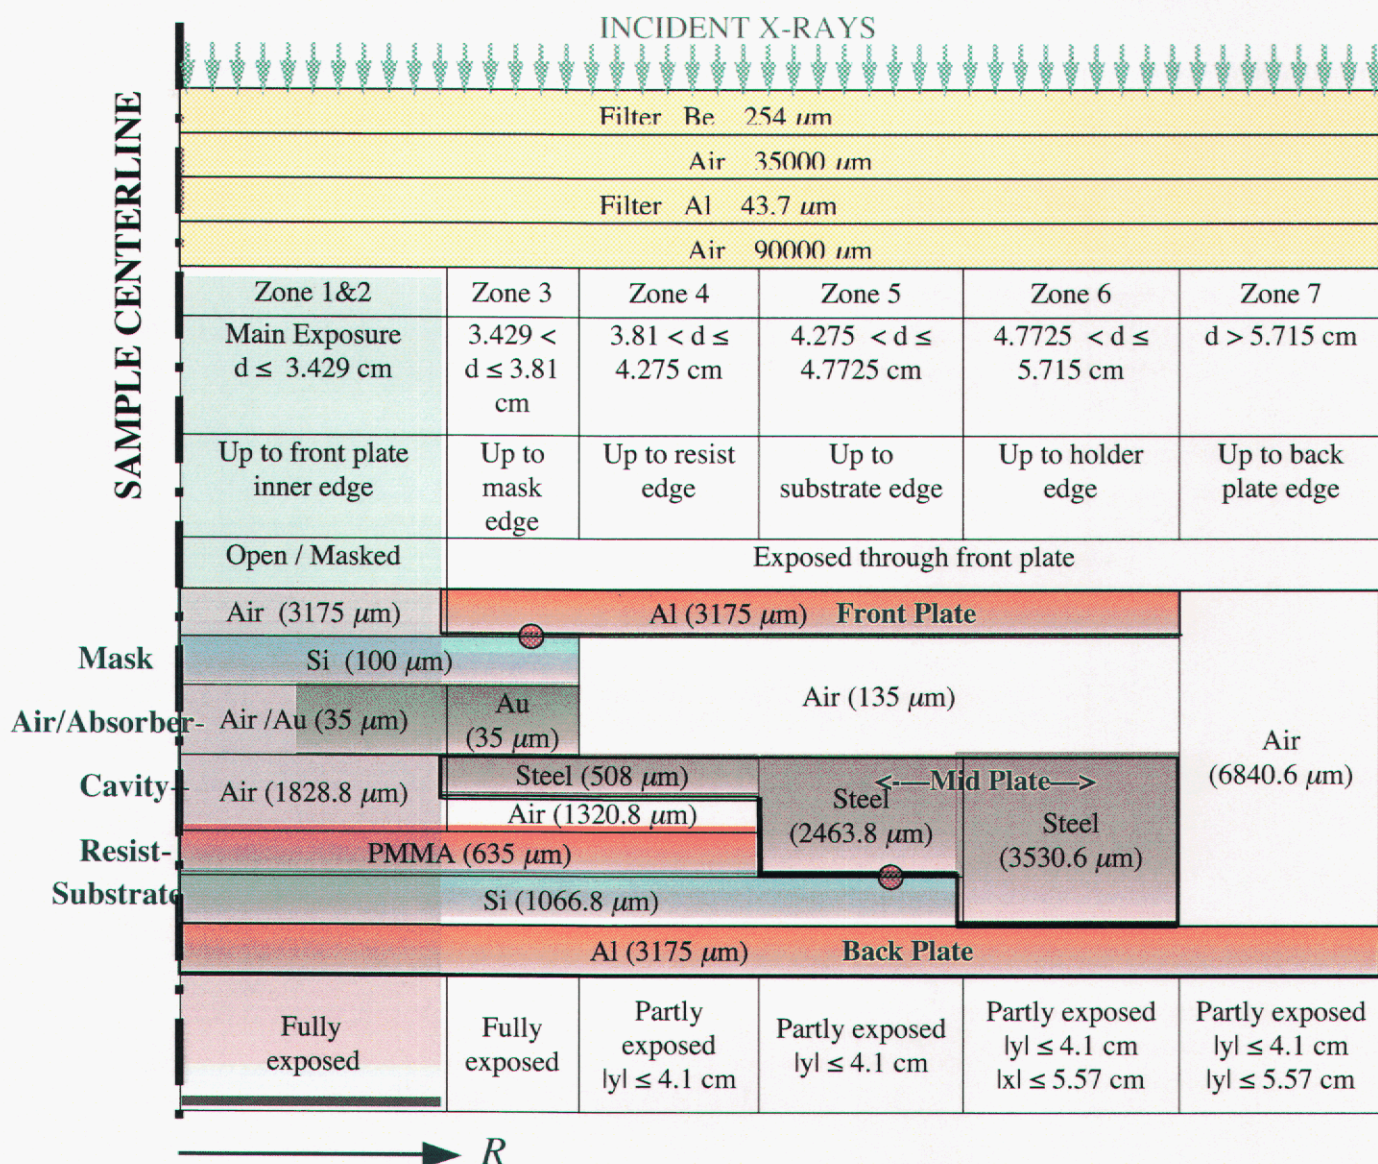 INCIDENT X-RAYS
SAMPLE CENTERLINE
Filter Be 254 µm
Air 35000 µm
Filter Al 43.7 µm
Air 90000 µm
Zone 1&2
Zone 3
Zone 4
Zone 5
Zone 6
Zone 7
Main Exposure
d ≤ 3.429 cm
3.429 <
d ≤ 3.81
cm
3.81 < d ≤
4.275 cm
4.275 < d ≤
4.7725 cm
4.7725 < d ≤
5.715 cm
d > 5.715 cm
Up to front plate
inner edge
Up to
mask
edge
Up to resist
edge
Up to
substrate edge
Up to holder
edge
Up to back
plate edge
Open / Masked
Exposed through front plate
Air (3175 µm)
Al (3175 µm) Front Plate
Mask
Si (100 µm)
Air (135 µm)
Air/Absorber-
Air /Au (35 µm)
Au
(35 µm)
Air
(6840.6 µm)
Cavity
Air (1828.8 µm)
Steel (508 µm)
Air (1320.8 µm)
<-—Mid Plate—>
Steel
(2463.8 µm)
Steel
(3530.6 µm)
Resist-
PMMA (635 µm)
Substrate
Si (1066.8 µm)
Al (3175 µm) Back Plate
Fully
exposed
Fully
exposed
Partly
exposed
|y| ≤ 4.1 cm
Partly exposed
|y| ≤ 4.1 cm
Partly exposed
|y| ≤ 4.1 cm
|x| ≤ 5.57 cm
Partly exposed
|y| ≤ 4.1 cm
|y| ≤ 5.57 cm
R